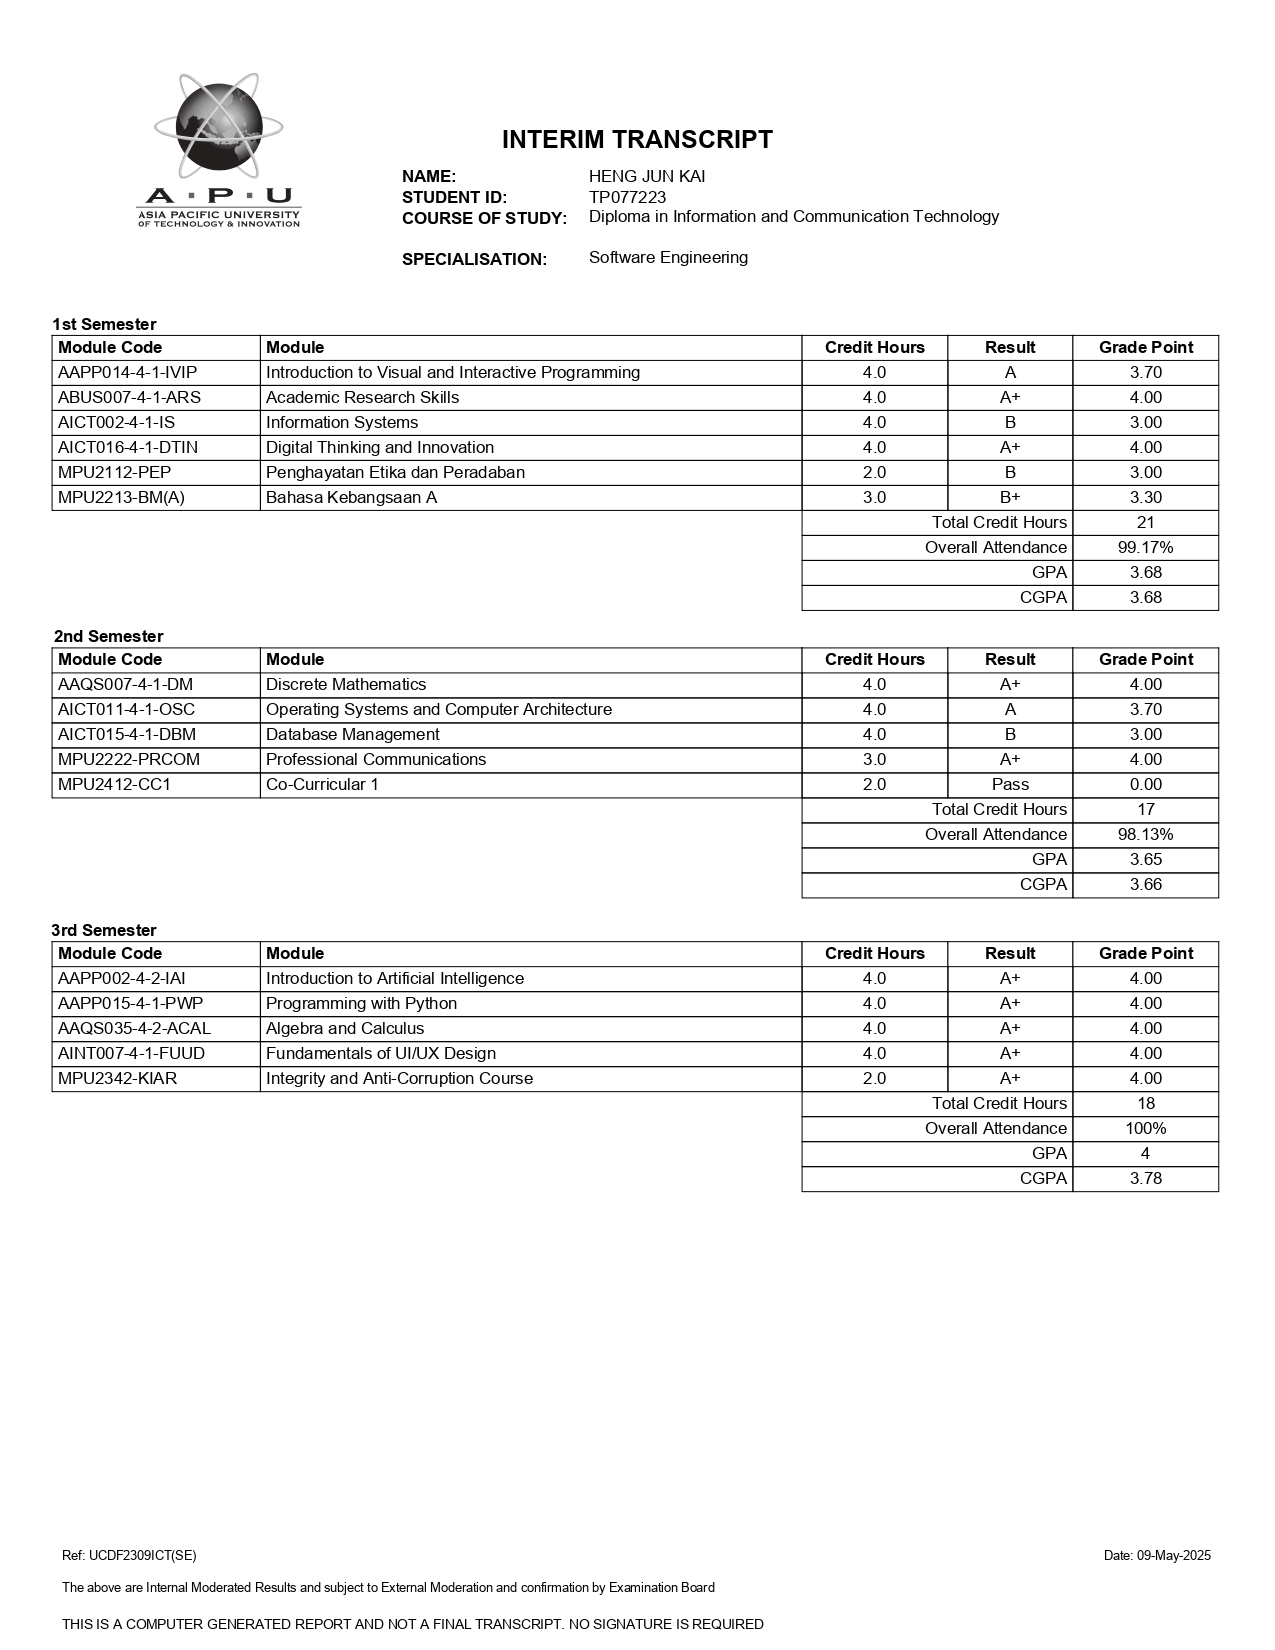 A · P · U
ASIA PACIFIC UNIVERSITY
OF TECHNOLOGY & INNOVATION
INTERIM TRANSCRIPT
NAME: HENG JUN KAI
STUDENT ID: TP077223
COURSE OF STUDY: Diploma in Information and Communication Technology
SPECIALISATION: Software Engineering
1st Semester
Module Code Module Credit Hours Result Grade Point
AAPP014-4-1-IVIP Introduction to Visual and Interactive Programming 4.0 A 3.70
ABUS007-4-1-ARS Academic Research Skills 4.0 A+ 4.00
AICT002-4-1-IS Information Systems 4.0 B 3.00
AICT016-4-1-DTIN Digital Thinking and Innovation 4.0 A+ 4.00
MPU2112-PEP Penghayatan Etika dan Peradaban 2.0 B 3.00
MPU2213-BM(A) Bahasa Kebangsaan A 3.0 B+ 3.30
Total Credit Hours 21
Overall Attendance 99.17%
GPA 3.68
CGPA 3.68
2nd Semester
Module Code Module Credit Hours Result Grade Point
AAQS007-4-1-DM Discrete Mathematics 4.0 A+ 4.00
AICT011-4-1-OSC Operating Systems and Computer Architecture 4.0 A 3.70
AICT015-4-1-DBM Database Management 4.0 B 3.00
MPU2222-PRCOM Professional Communications 3.0 A+ 4.00
MPU2412-CC1 Co-Curricular 1 2.0 Pass 0.00
Total Credit Hours 17
Overall Attendance 98.13%
GPA 3.65
CGPA 3.66
3rd Semester
Module Code Module Credit Hours Result Grade Point
AAPP002-4-2-IAI Introduction to Artificial Intelligence 4.0 A+ 4.00
AAPP015-4-1-PWP Programming with Python 4.0 A+ 4.00
AAQS035-4-2-ACAL Algebra and Calculus 4.0 A+ 4.00
AINT007-4-1-FUUD Fundamentals of UI/UX Design 4.0 A+ 4.00
MPU2342-KIAR Integrity and Anti-Corruption Course 2.0 A+ 4.00
Total Credit Hours 18
Overall Attendance 100%
GPA 4
CGPA 3.78
Ref: UCDF2309ICT(SE) Date: 09-May-2025
The above are Internal Moderated Results and subject to External Moderation and confirmation by Examination Board
THIS IS A COMPUTER GENERATED REPORT AND NOT A FINAL TRANSCRIPT. NO SIGNATURE IS REQUIRED